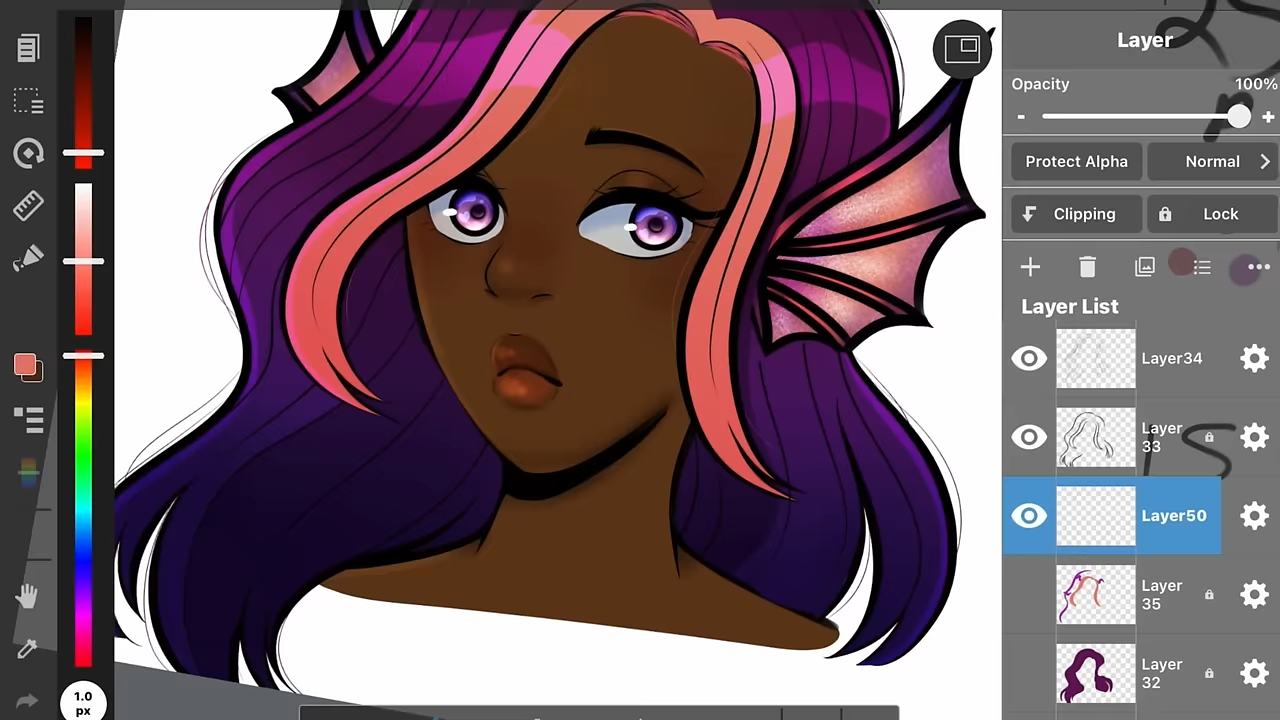 Layer
Opacity 100%
- +
Protect Alpha Normal
Clipping Lock
Layer List
Layer34
Layer
33
Layer50
Layer
35
Layer
32
1.0
px